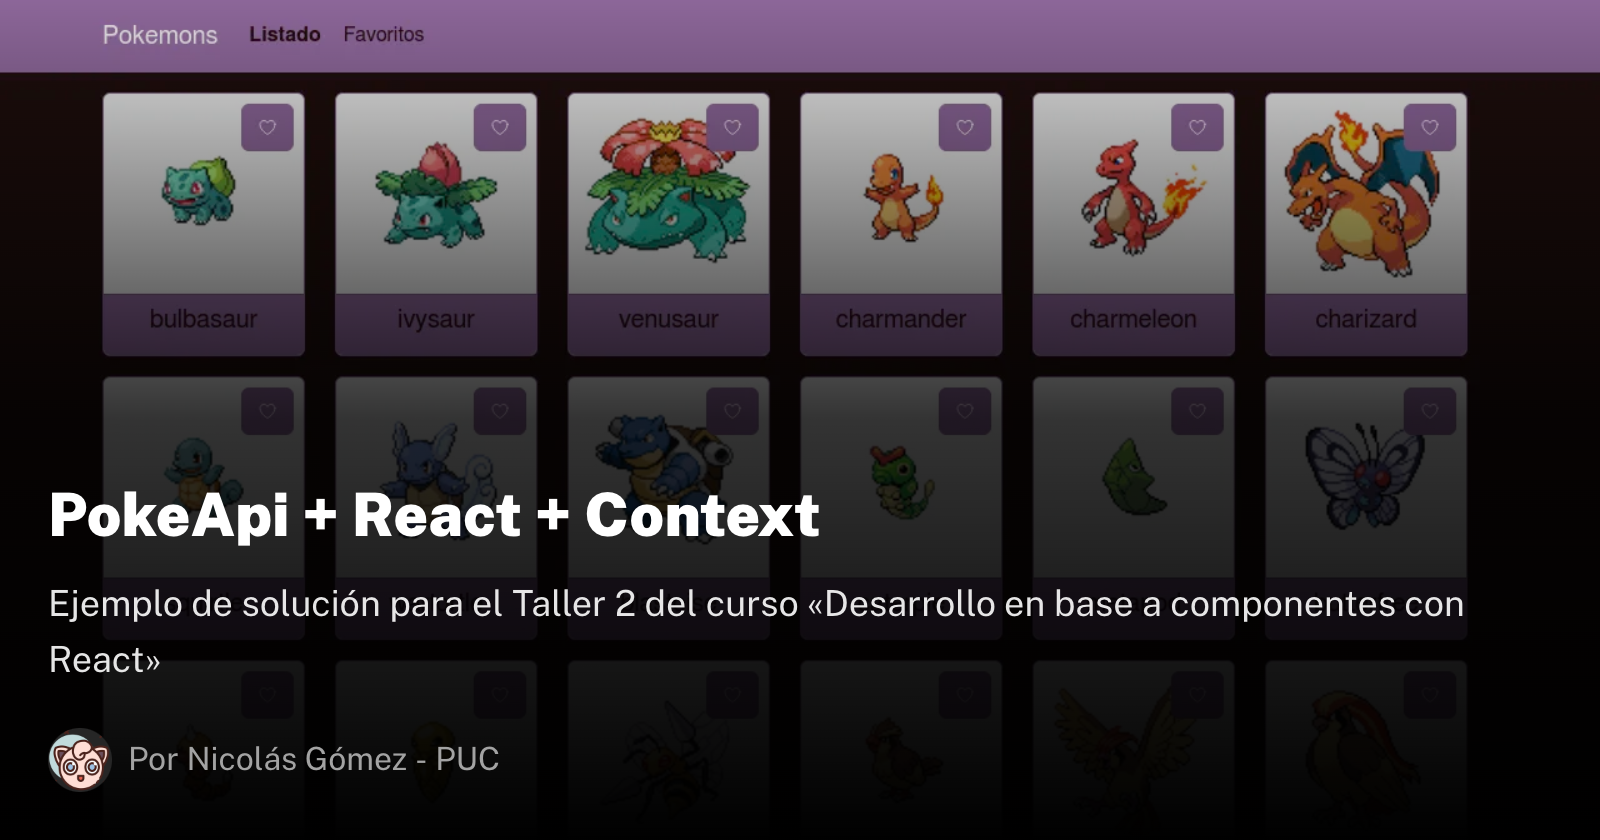 Pokemons Listado Favoritos
bulbasaur ivysaur venusaur charmander charmeleon charizard
PokeApi + React + Context
Ejemplo de solución para el Taller 2 del curso «Desarrollo en base a componentes con
React»
Por Nicolás Gómez - PUC